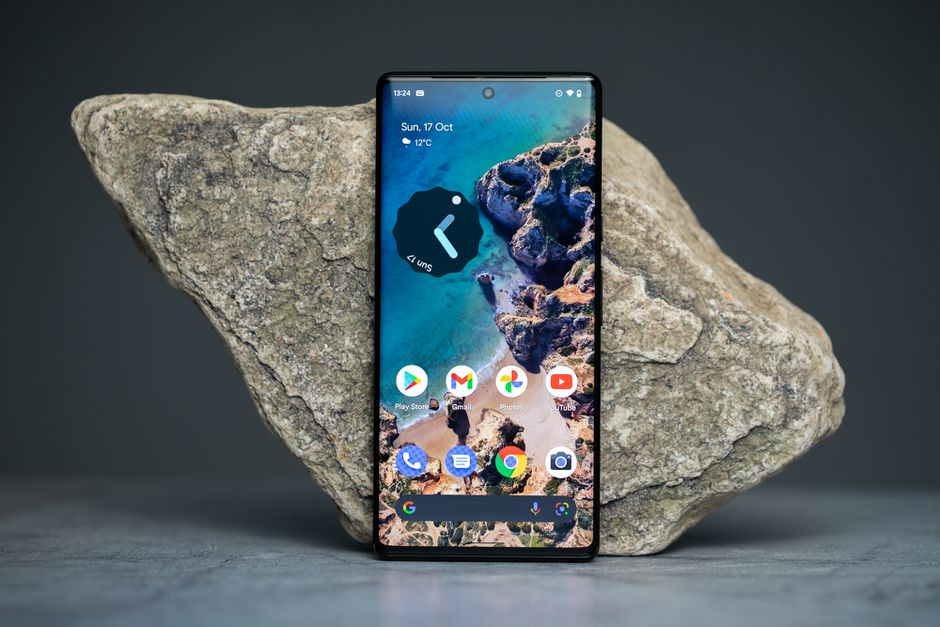 13:24
Sun, 17 Oct
12°C
Sun 17
Play Store
Gmail
Photos
YouTube